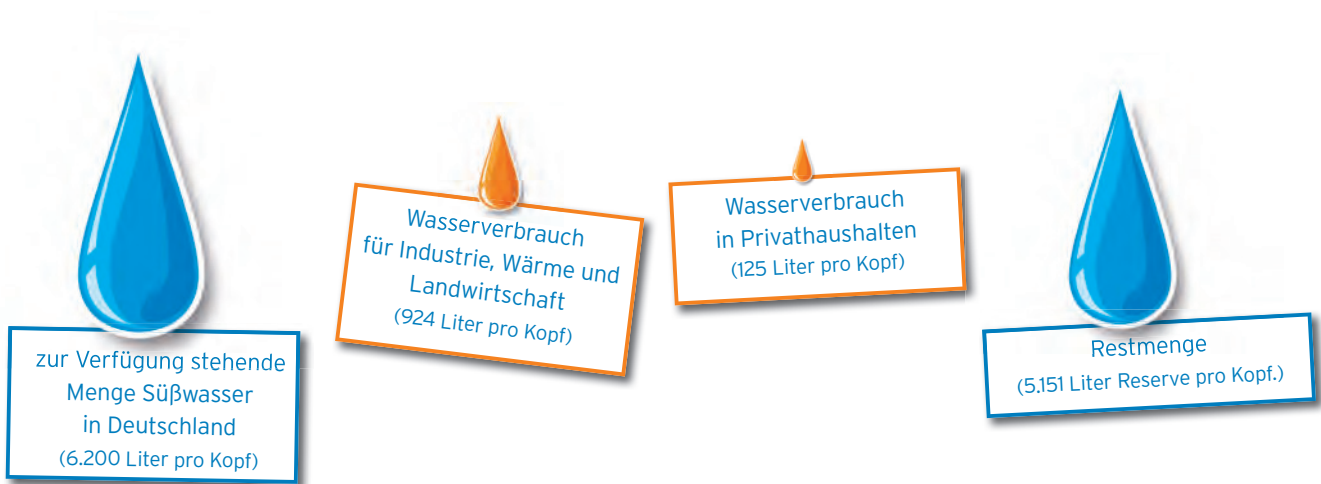 zur Verfügung stehende
Menge Süßwasser
in Deutschland
(6.200 Liter pro Kopf)
Wasserverbrauch
für Industrie, Wärme und
Landwirtschaft
(924 Liter pro Kopf)
Wasserverbrauch
in Privathaushalten
(125 Liter pro Kopf)
Restmenge
(5.151 Liter Reserve pro Kopf.)